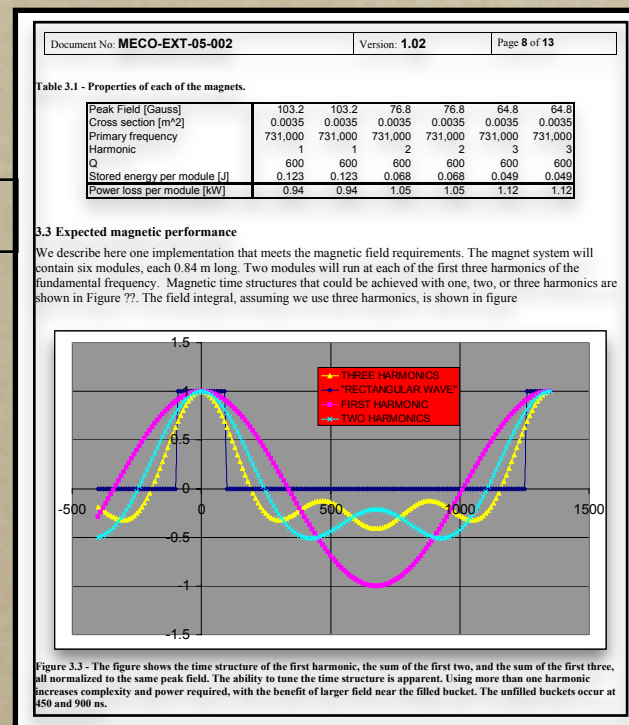 Document No: MECO-EXT-05-002 Version: 1.02 Page 8 of 13
Table 3.1 - Properties of each of the magnets.
Peak Field [Gauss] 103.2 103.2 76.8 76.8 64.8 64.8
Cross section [m^2] 0.0035 0.0035 0.0035 0.0035 0.0035 0.0035
Primary frequency 731,000 731,000 731,000 731,000 731,000 731,000
Harmonic 1 1 2 2 3 3
Q 600 600 600 600 600 600
Stored energy per module [J] 0.123 0.123 0.068 0.068 0.049 0.049
Power loss per module [kW] 0.94 0.94 1.05 1.05 1.12 1.12
3.3 Expected magnetic performance
We describe here one implementation that meets the magnetic field requirements. The magnet system will
contain six modules, each 0.84 m long. Two modules will run at each of the first three harmonics of the
fundamental frequency. Magnetic time structures that could be achieved with one, two, or three harmonics are
shown in Figure ??. The field integral, assuming we use three harmonics, is shown in figure
1.5
THREE HARMONICS
"RECTANGULAR WAVE"
FIRST HARMONIC
TWO HARMONICS
1
0.5
0
-500 0 500 1000 1500
-0.5
-1
-1.5
Figure 3.3 - The figure shows the time structure of the first harmonic, the sum of the first two, and the sum of the first three,
all normalized to the same peak field. The ability to tune the time structure is apparent. Using more than one harmonic
increases complexity and power required, with the benefit of larger field near the filled bucket. The unfilled buckets occur at
450 and 900 ns.